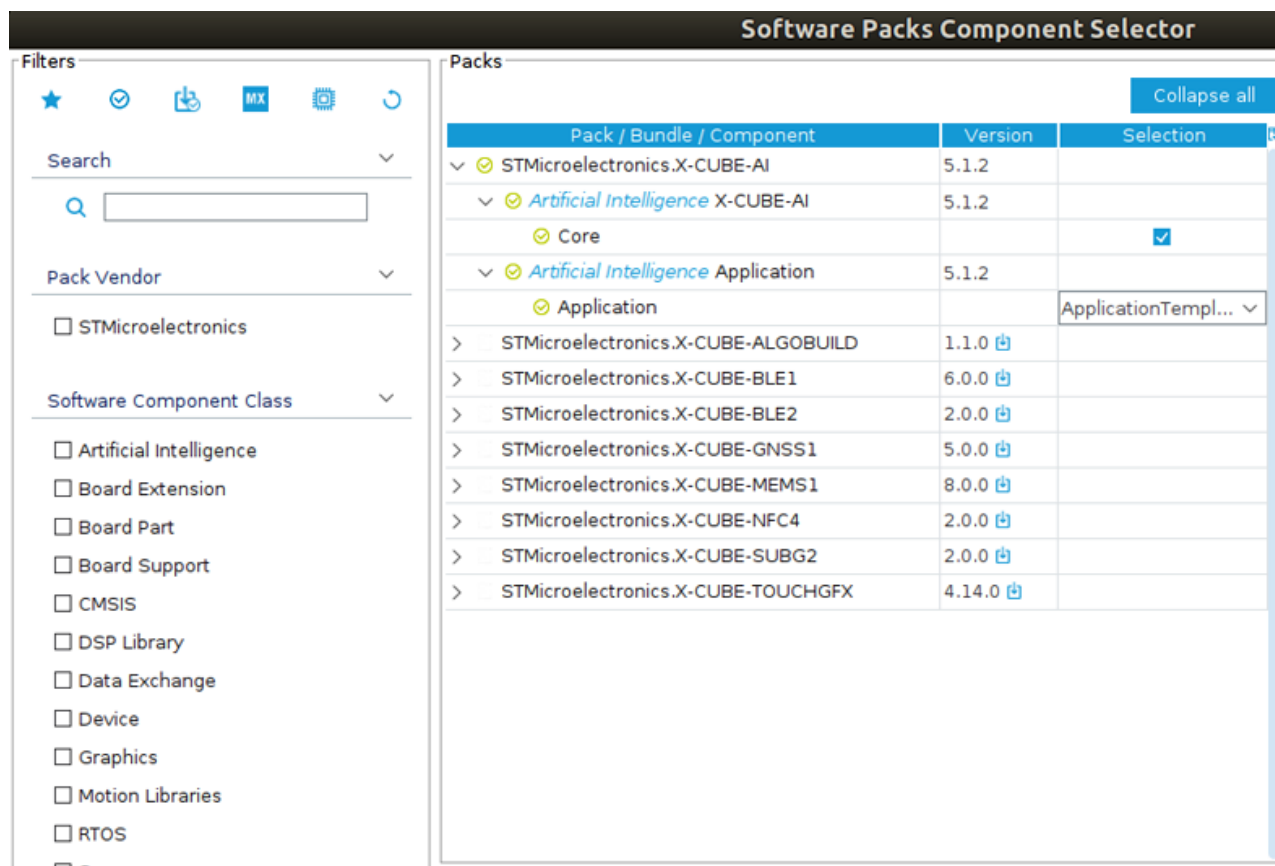 Software Packs Component Selector
Filters
MX
Search
Pack Vendor
STMicroelectronics
Software Component Class
Artificial Intelligence
Board Extension
Board Part
Board Support
CMSIS
DSP Library
Data Exchange
Device
Graphics
Motion Libraries
RTOS
Packs
Collapse all
Pack / Bundle / Component Version Selection
STMicroelectronics.X-CUBE-AI 5.1.2
Artificial Intelligence X-CUBE-AI 5.1.2
Core
Artificial Intelligence Application 5.1.2
Application ApplicationTempl...
STMicroelectronics.X-CUBE-ALGOBUILD 1.1.0
STMicroelectronics.X-CUBE-BLE1 6.0.0
STMicroelectronics.X-CUBE-BLE2 2.0.0
STMicroelectronics.X-CUBE-GNSS1 5.0.0
STMicroelectronics.X-CUBE-MEMS1 8.0.0
STMicroelectronics.X-CUBE-NFC4 2.0.0
STMicroelectronics.X-CUBE-SUBG2 2.0.0
STMicroelectronics.X-CUBE-TOUCHGFX 4.14.0